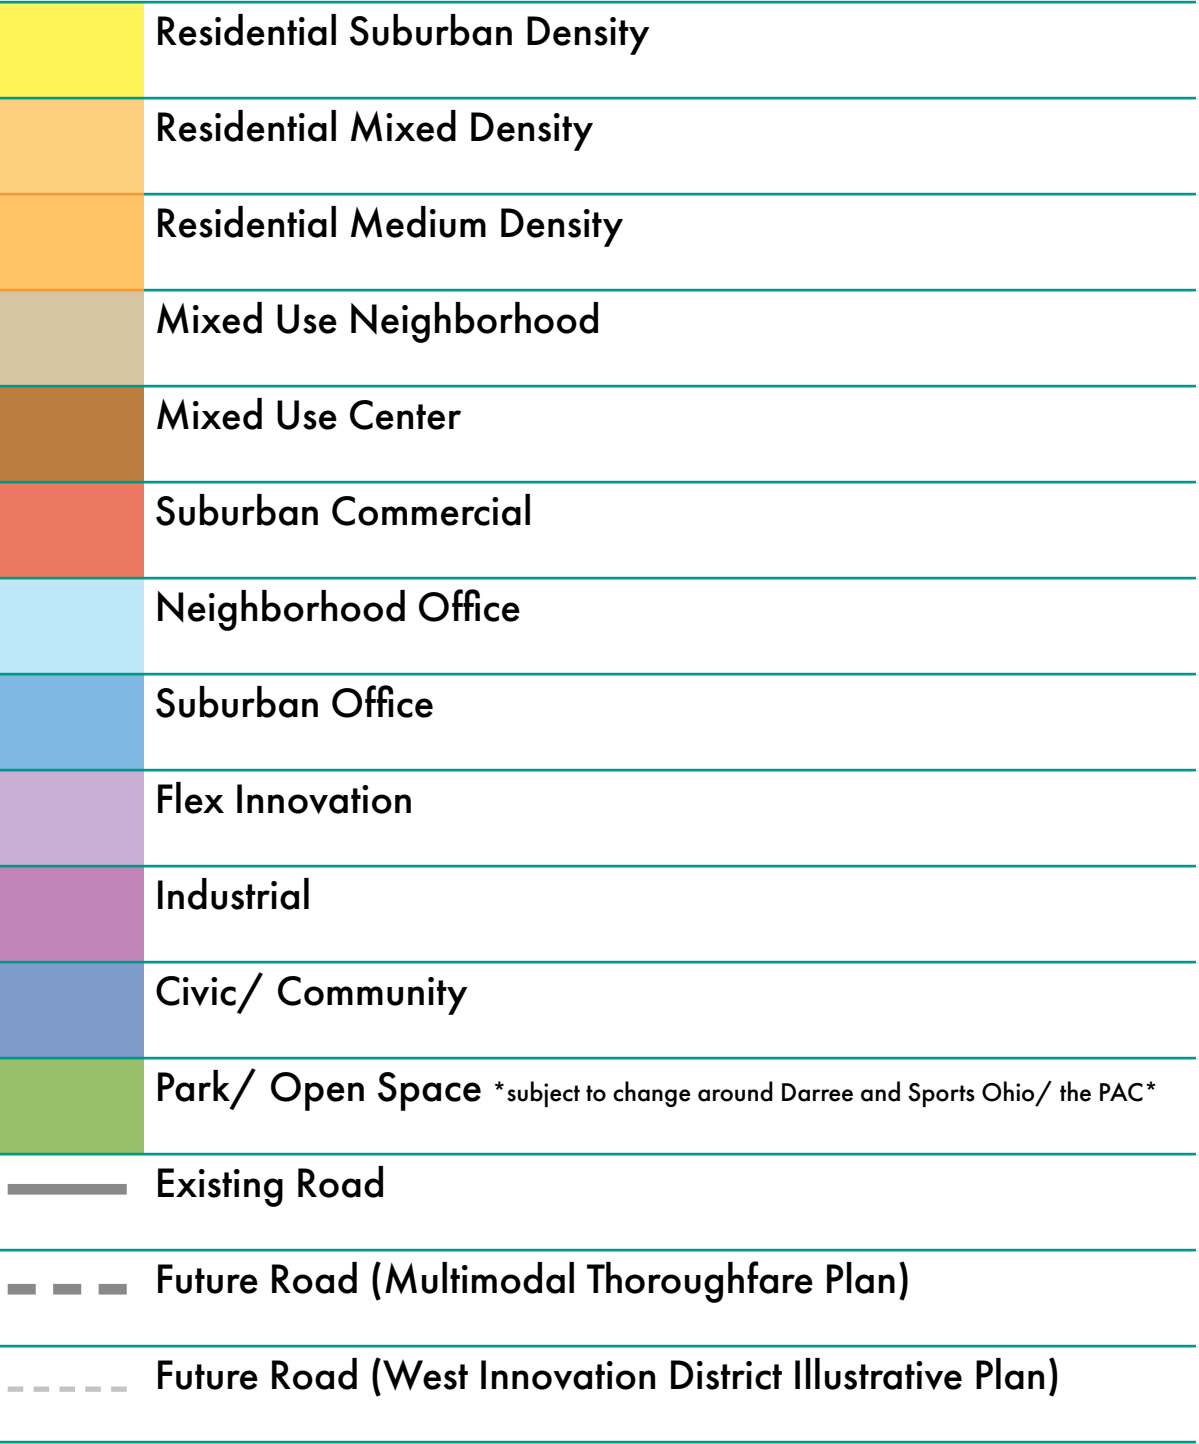 Residential Suburban Density
Residential Mixed Density
Residential Medium Density
Mixed Use Neighborhood
Mixed Use Center
Suburban Commercial
Neighborhood Office
Suburban Office
Flex Innovation
Industrial
Civic/ Community
Park/ Open Space *subject to change around Darree and Sports Ohio/ the PAC*
Existing Road
Future Road (Multimodal Thoroughfare Plan)
Future Road (West Innovation District Illustrative Plan)